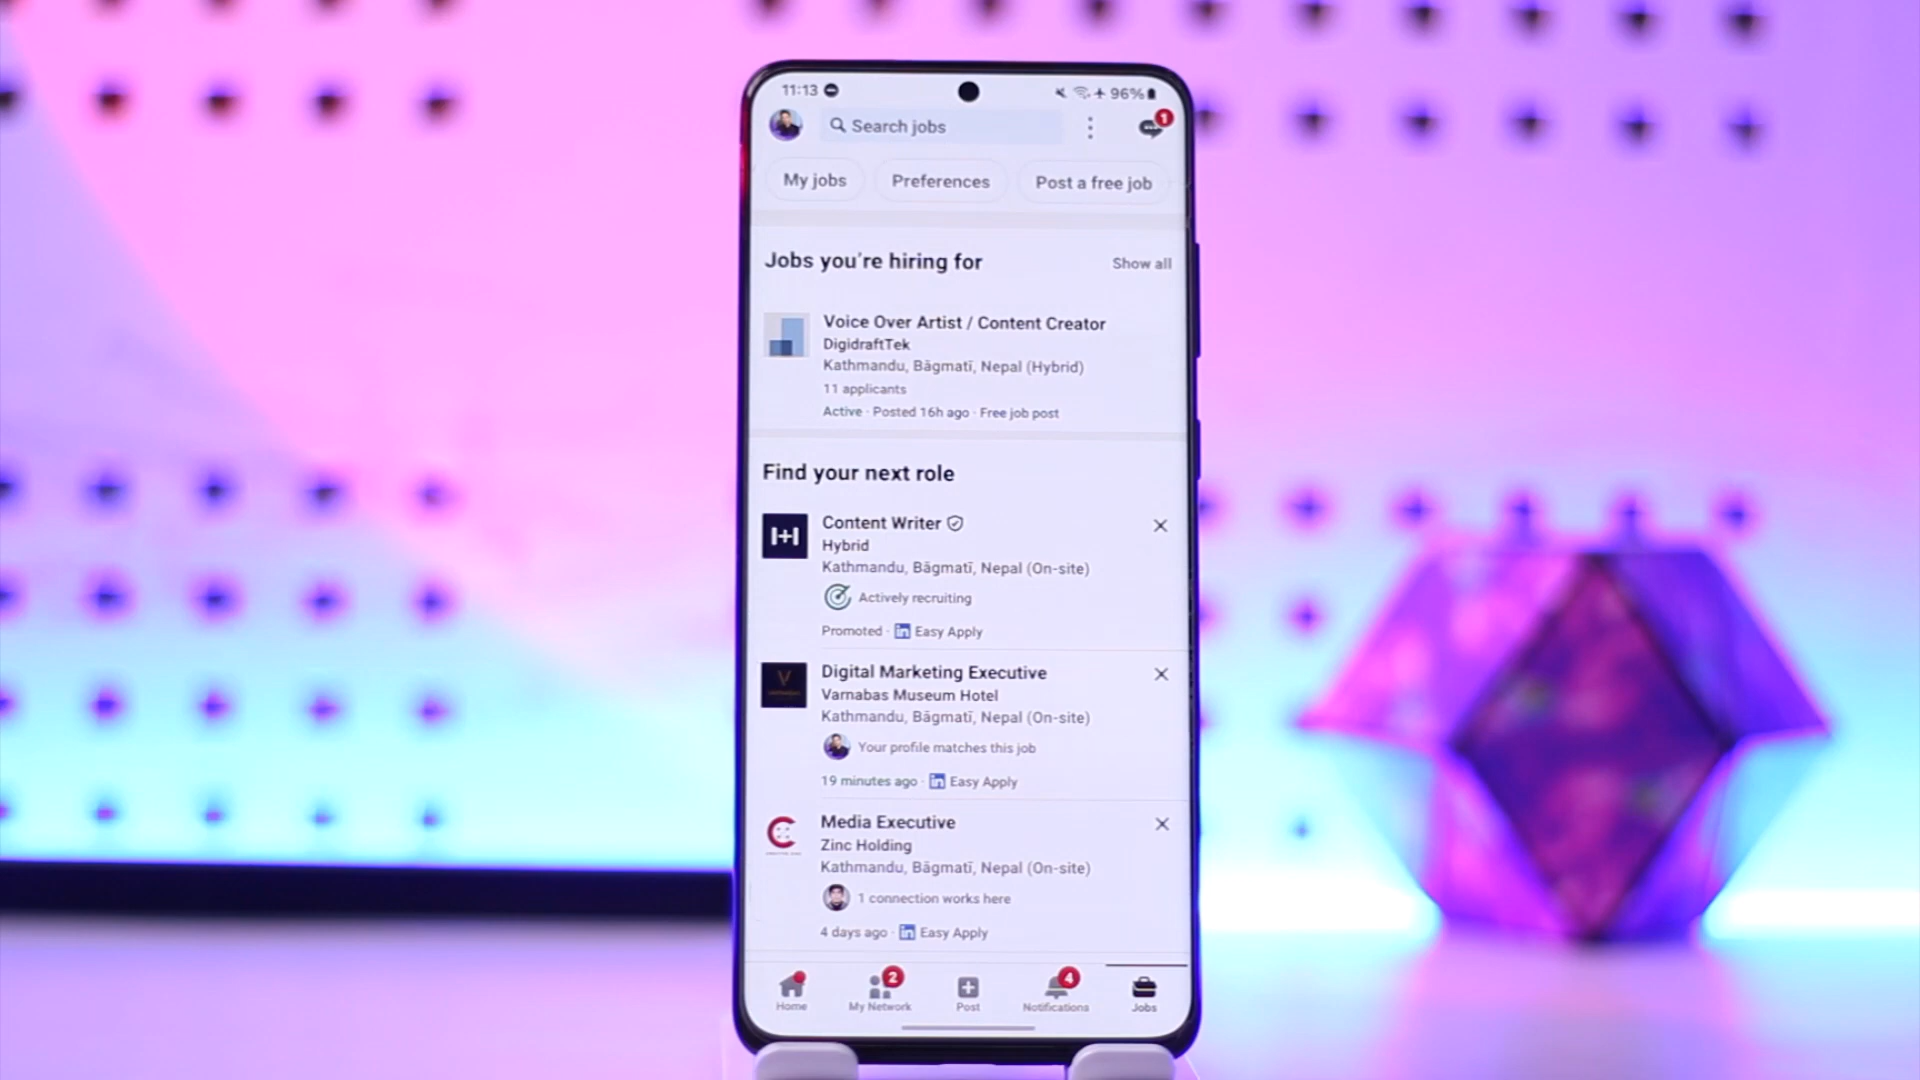 11:13
96%
Search jobs
1
My jobs
Preferences
Post a free job
Jobs you're hiring for
Show all
Voice Over Artist / Content Creator
DigidraftTek
Kathmandu, Bāgmatī, Nepal (Hybrid)
11 applicants
Active · Posted 16h ago · Free job post
Find your next role
H+H
Content Writer
Hybrid
Kathmandu, Bāgmatī, Nepal (On-site)
Actively recruiting
Promoted · in Easy Apply
V
Digital Marketing Executive
Varnabas Museum Hotel
Kathmandu, Bāgmatī, Nepal (On-site)
Your profile matches this job
19 minutes ago · in Easy Apply
Media Executive
Zinc Holding
Kathmandu, Bāgmatī, Nepal (On-site)
1 connection works here
4 days ago · in Easy Apply
Home
2
My Network
Post
4
Notifications
Jobs